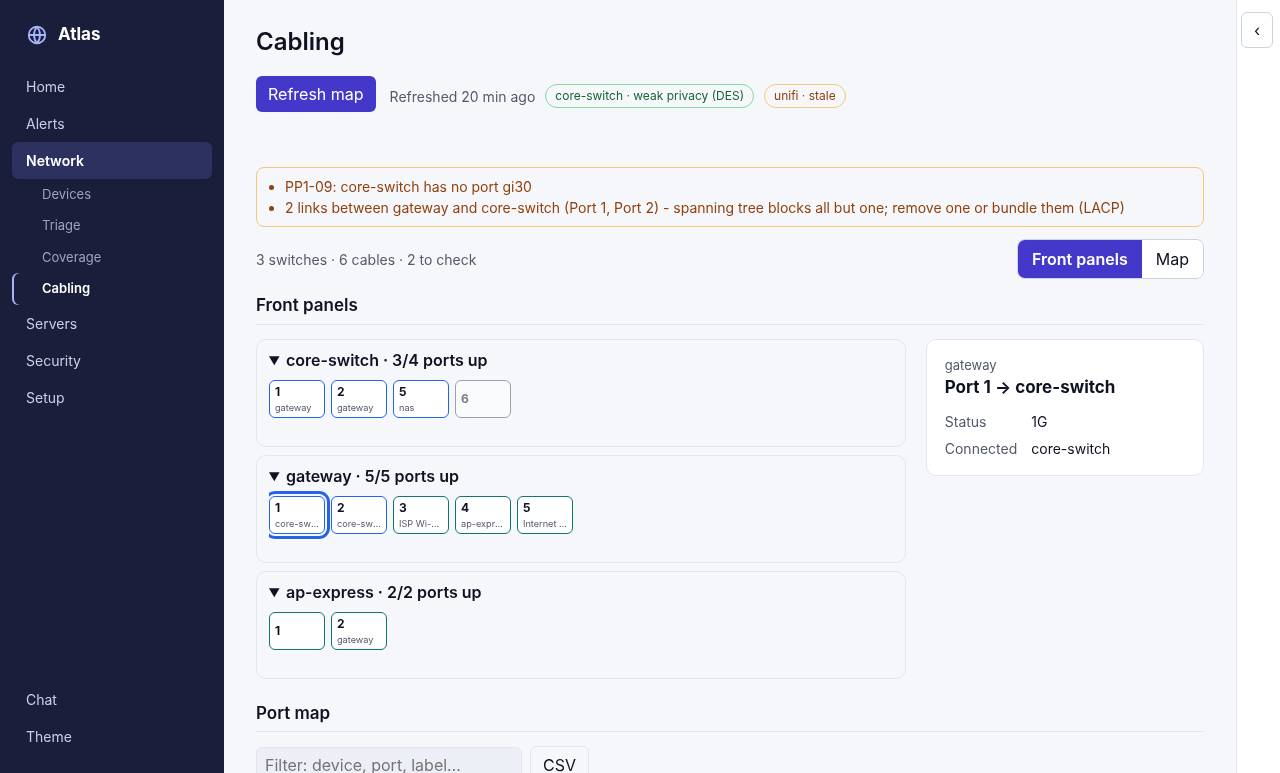 Atlas
Home
Alerts
Network
Devices
Triage
Coverage
Cabling
Servers
Security
Setup
Chat
Theme
Cabling
Refresh map
Refreshed 20 min ago
core-switch · weak privacy (DES)
unifi · stale
• PP1-09: core-switch has no port gi30
• 2 links between gateway and core-switch (Port 1, Port 2) - spanning tree blocks all but one; remove one or bundle them (LACP)
3 switches · 6 cables · 2 to check
Front panels
Map
Front panels
▼ core-switch · 3/4 ports up
1
gateway
2
gateway
5
nas
6
▼ gateway · 5/5 ports up
1
core-sw...
2
core-sw...
3
ISP Wi-...
4
ap-expr...
5
Internet ...
▼ ap-express · 2/2 ports up
1
2
gateway
gateway
Port 1 → core-switch
Status 1G
Connected core-switch
Port map
Filter: device, port, label...
CSV
‹